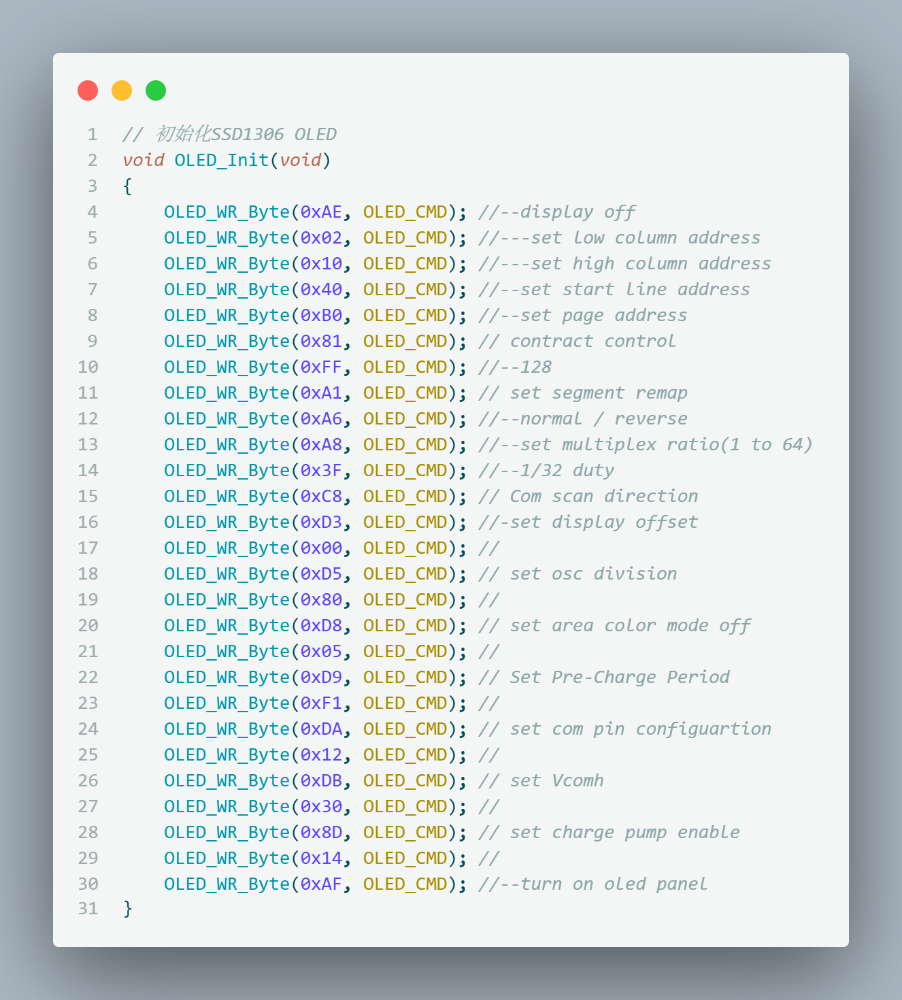 1 // 初始化SSD1306 OLED
2 void OLED_Init(void)
3 {
4 OLED_WR_Byte(0xAE, OLED_CMD); //--display off
5 OLED_WR_Byte(0x02, OLED_CMD); //---set low column address
6 OLED_WR_Byte(0x10, OLED_CMD); //---set high column address
7 OLED_WR_Byte(0x40, OLED_CMD); //--set start line address
8 OLED_WR_Byte(0xB0, OLED_CMD); //--set page address
9 OLED_WR_Byte(0x81, OLED_CMD); // contract control
10 OLED_WR_Byte(0xFF, OLED_CMD); //--128
11 OLED_WR_Byte(0xA1, OLED_CMD); // set segment remap
12 OLED_WR_Byte(0xA6, OLED_CMD); //--normal / reverse
13 OLED_WR_Byte(0xA8, OLED_CMD); //--set multiplex ratio(1 to 64)
14 OLED_WR_Byte(0x3F, OLED_CMD); //--1/32 duty
15 OLED_WR_Byte(0xC8, OLED_CMD); // Com scan direction
16 OLED_WR_Byte(0xD3, OLED_CMD); //-set display offset
17 OLED_WR_Byte(0x00, OLED_CMD); //
18 OLED_WR_Byte(0xD5, OLED_CMD); // set osc division
19 OLED_WR_Byte(0x80, OLED_CMD); //
20 OLED_WR_Byte(0xD8, OLED_CMD); // set area color mode off
21 OLED_WR_Byte(0x05, OLED_CMD); //
22 OLED_WR_Byte(0xD9, OLED_CMD); // Set Pre-Charge Period
23 OLED_WR_Byte(0xF1, OLED_CMD); //
24 OLED_WR_Byte(0xDA, OLED_CMD); // set com pin configuartion
25 OLED_WR_Byte(0x12, OLED_CMD); //
26 OLED_WR_Byte(0xDB, OLED_CMD); // set Vcomh
27 OLED_WR_Byte(0x30, OLED_CMD); //
28 OLED_WR_Byte(0x8D, OLED_CMD); // set charge pump enable
29 OLED_WR_Byte(0x14, OLED_CMD); //
30 OLED_WR_Byte(0xAF, OLED_CMD); //--turn on oled panel
31 }